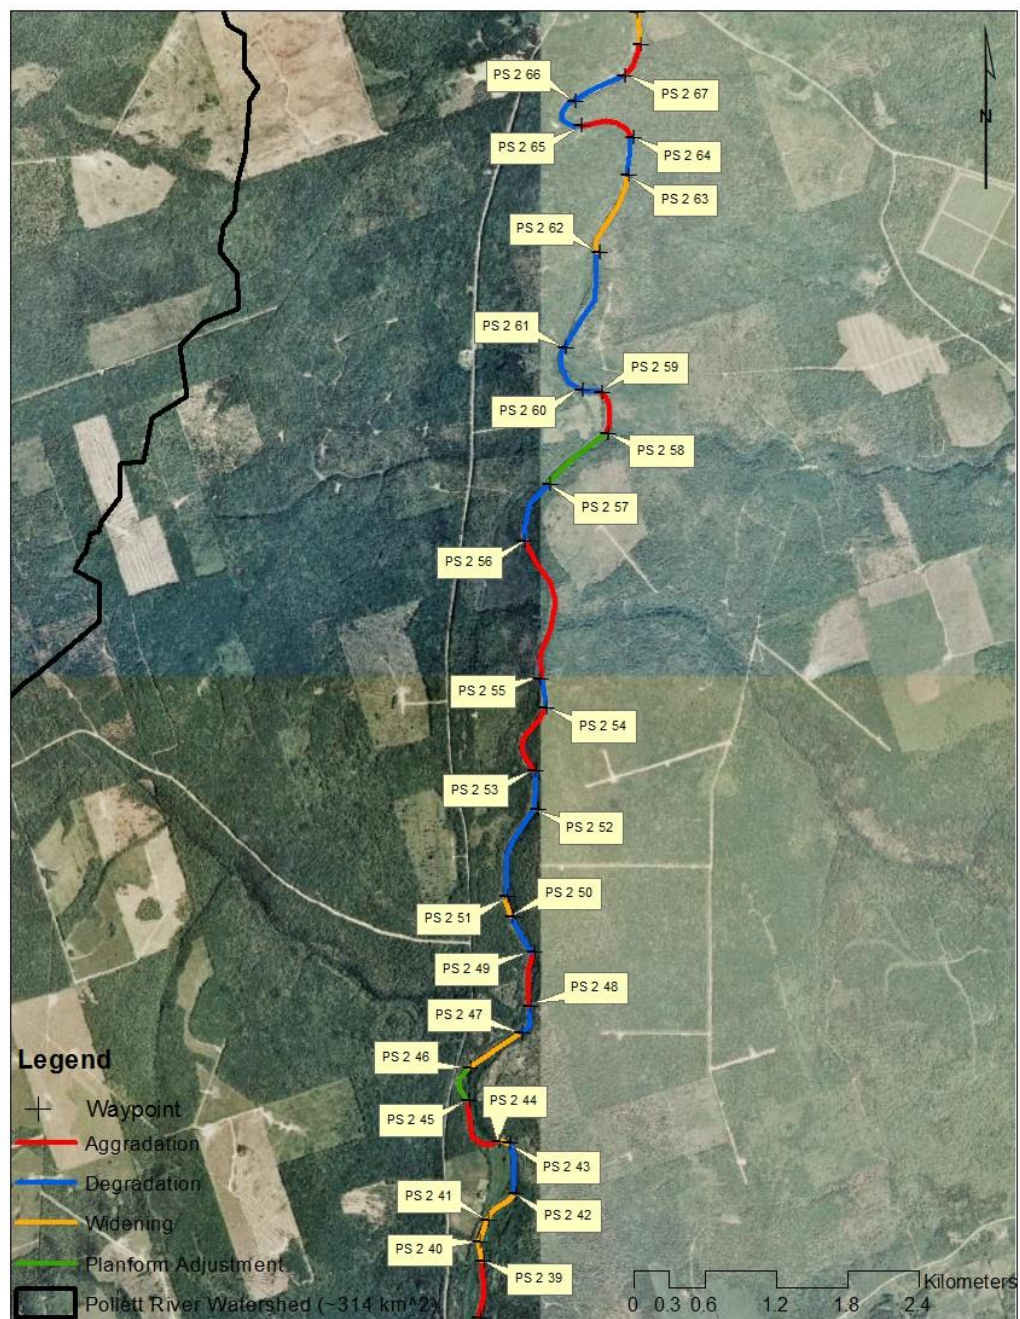 PS 2 66
PS 2 67
N
PS 2 65
PS 2 64
PS 2 63
PS 2 62
PS 2 61
PS 2 59
PS 2 60
PS 2 58
PS 2 57
PS 2 56
PS 2 55
PS 2 54
PS 2 53
PS 2 52
PS 2 50
PS 2 51
PS 2 49
PS 2 48
PS 2 47
PS 2 46
PS 2 44
PS 2 45
PS 2 43
PS 2 41
PS 2 42
PS 2 40
PS 2 39
Legend
Waypoint
Aggradation
Degradation
Widening
Planform Adjustment
Pollett River Watershed (~314 km^2)
Kilometers
0 0.3 0.6 1.2 1.8 2.4